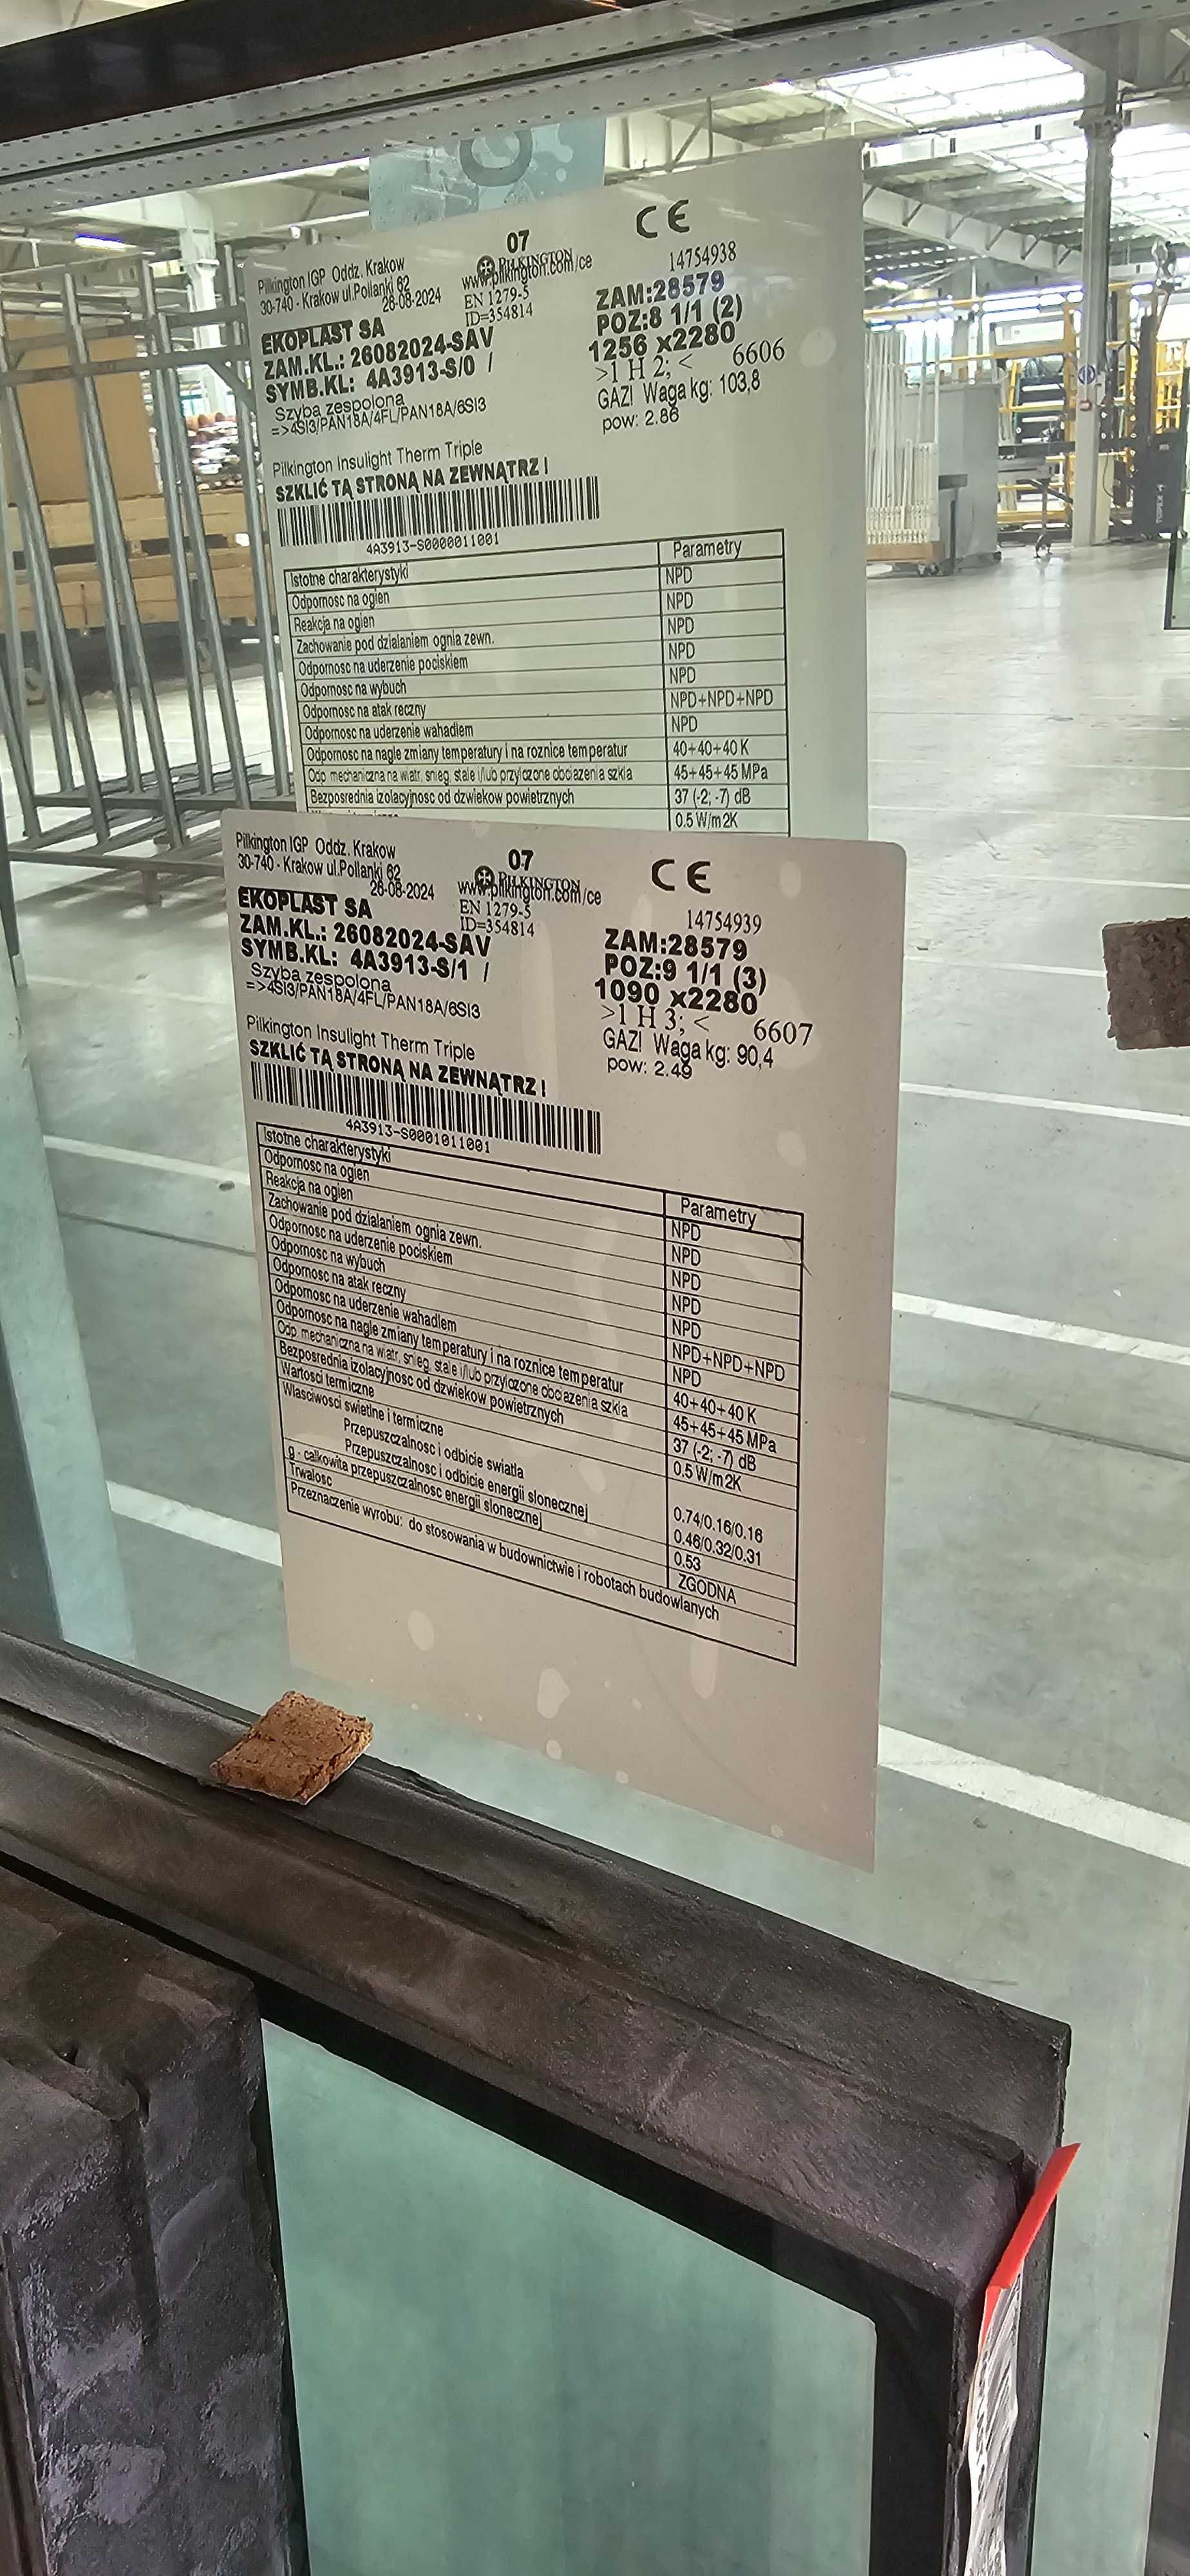 CE
07
Pilkington IGP Oddz. Krakow
PILKINGTON
14754938
30-740 - Krakow ul.Pollanki 62
www.pilkington.com/ce
28-08-2024
EN 1279-5
ZAM:28579
EKOPLAST SA
ID=354814
POZ:8 1/1 (2)
ZAM.KL.: 26082024-SAV
1256 x2280
SYMB.KL: 4A3913-S/0 /
>1 H 2; < 6606
Szyba zespolona
GAZ! Waga kg: 103,8
=>4SI3/PAN18A/4FL/PAN18A/6SI3
pow: 2.86
Pilkington Insulight Therm Triple
SZKLIĆ TĄ STRONĄ NA ZEWNĄTRZ !
4A3913-S0000011001
Istotne charakterystyki Parametry
Odpornosc na ogien NPD
Reakcja na ogien NPD
Zachowanie pod dzialaniem ognia zewn. NPD
Odpornosc na uderzenie pociskiem NPD
Odpornosc na wybuch NPD
Odpornosc na atak reczny NPD+NPD+NPD
Odpornosc na uderzenie wahadlem NPD
Odpornosc na nagle zmiany temperatury i na roznice temperatur 40+40+40 K
Odp. mechaniczna na wiatr, snieg, stale i/lub przylozone obciazenia szkla 45+45+45 MPa
Bezposrednia izolacyjnosc od dzwiekow powietrznych 37 (-2; -7) dB
0.5 W/m2K
Pilkington IGP Oddz. Krakow
07
CE
30-740 - Krakow ul.Pollanki 62
PILKINGTON
28-08-2024
www.pilkington.com/ce
EKOPLAST SA
EN 1279-5
14754939
ZAM.KL.: 26082024-SAV
ID=354814
ZAM:28579
SYMB.KL: 4A3913-S/1 /
POZ:9 1/1 (3)
Szyba zespolona
1090 x2280
=>4SI3/PAN18A/4FL/PAN18A/6SI3
>1 H 3; < 6607
Pilkington Insulight Therm Triple
GAZ! Waga kg: 90,4
SZKLIĆ TĄ STRONĄ NA ZEWNĄTRZ !
pow: 2.49
4A3913-S0001011001
Istotne charakterystyki Parametry
Odpornosc na ogien NPD
Reakcja na ogien NPD
Zachowanie pod dzialaniem ognia zewn. NPD
Odpornosc na uderzenie pociskiem NPD
Odpornosc na wybuch NPD
Odpornosc na atak reczny NPD+NPD+NPD
Odpornosc na uderzenie wahadlem NPD
Odpornosc na nagle zmiany temperatury i na roznice temperatur 40+40+40 K
Odp. mechaniczna na wiatr, snieg, stale i/lub przylozone obciazenia szkla 45+45+45 MPa
Bezposrednia izolacyjnosc od dzwiekow powietrznych 37 (-2; -7) dB
Wartosci termiczne 0.5 W/m2K
Wlasciwosci swietlne i termiczne
Przepuszczalnosc i odbicie swiatla 0.74/0.16/0.16
Przepuszczalnosc i odbicie energii slonecznej 0.46/0.32/0.31
g - calkowita przepuszczalnosc energii slonecznej 0.53
Trwalosc ZGODNA
Przeznaczenie wyrobu: do stosowania w budownictwie i robotach budowlanych